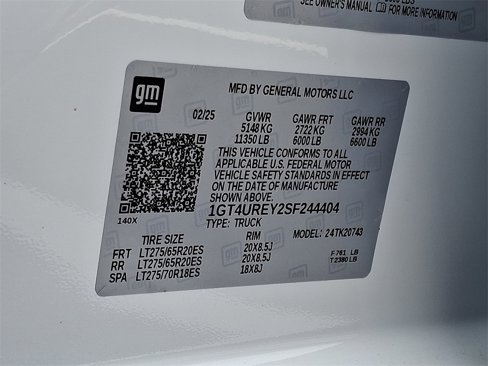 SEE OWNER'S MANUAL FOR MORE INFORMATION
gm
MFD BY GENERAL MOTORS LLC
02/25 GVWR GAWR FRT GAWR RR
5148 KG 2722 KG 2994 KG
11350 LB 6000 LB 6600 LB
THIS VEHICLE CONFORMS TO ALL
APPLICABLE U.S. FEDERAL MOTOR
VEHICLE SAFETY STANDARDS IN EFFECT
ON THE DATE OF MANUFACTURE
SHOWN ABOVE.
1GT4UREY2SF244404
140X TYPE: TRUCK
TIRE SIZE RIM MODEL: 24TK20743
FRT LT275/65R20ES 20X8.5J F761 LB
RR LT275/65R20ES 20X8.5J T2380 LB
SPA LT275/70R18ES 18X8J